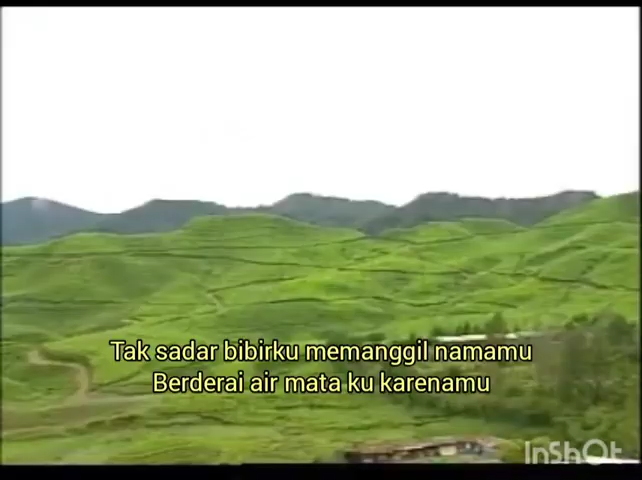 Tak sadar bibirku memanggil namamu
Berderai air mata ku karenamu
InShOt